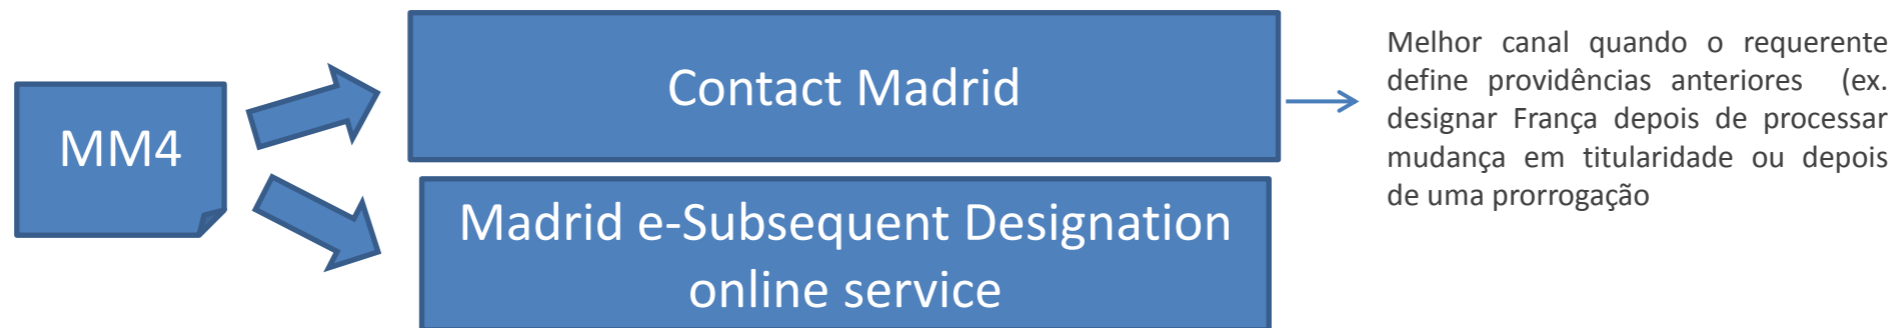 MM4
Contact Madrid
Melhor canal quando o requerente
define providências anteriores (ex.
designar França depois de processar
mudança em titularidade ou depois
de uma prorrogação
Madrid e-Subsequent Designation
online service